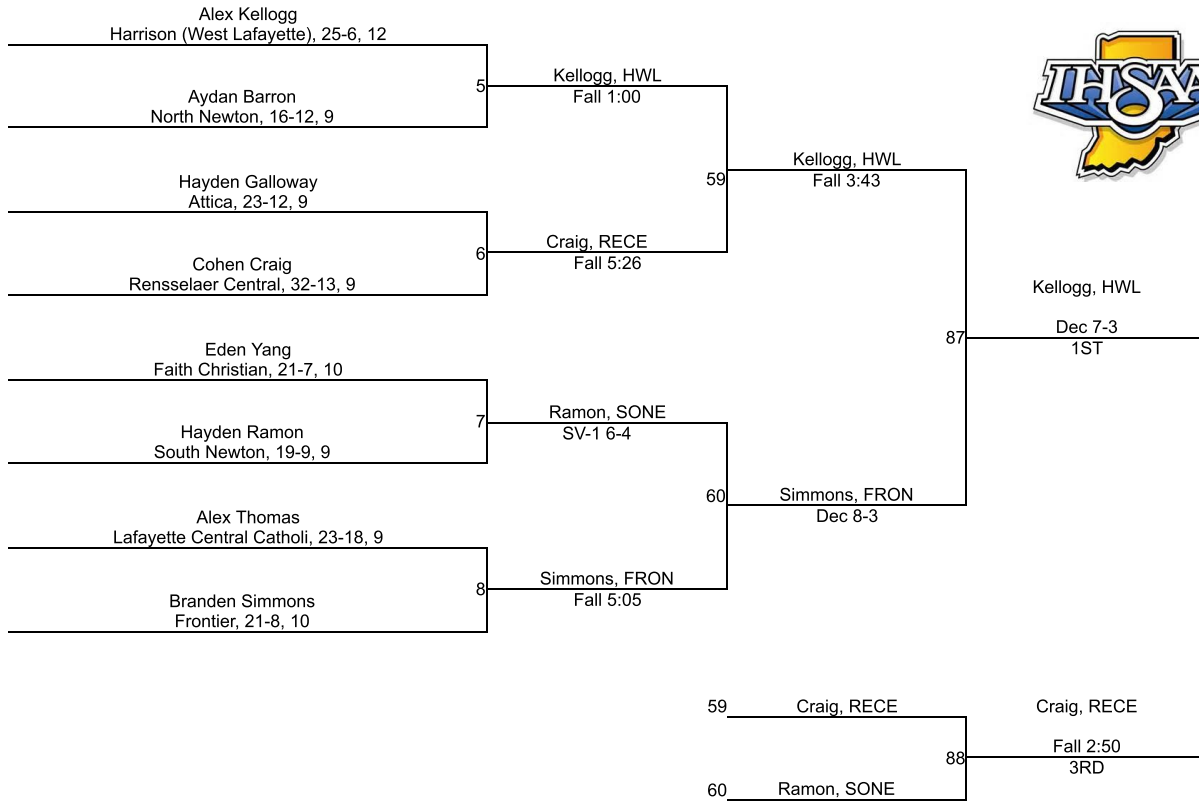 Alex Kellogg
Harrison (West Lafayette), 25-6, 12
Aydan Barron
North Newton, 16-12, 9
5
Kellogg, HWL
Fall 1:00
Hayden Galloway
Attica, 23-12, 9
Cohen Craig
Rensselaer Central, 32-13, 9
6
Craig, RECE
Fall 5:26
59
Kellogg, HWL
Fall 3:43
Eden Yang
Faith Christian, 21-7, 10
Hayden Ramon
South Newton, 19-9, 9
7
Ramon, SONE
SV-1 6-4
Alex Thomas
Lafayette Central Catholi, 23-18, 9
Branden Simmons
Frontier, 21-8, 10
8
Simmons, FRON
Fall 5:05
60
Simmons, FRON
Dec 8-3
87
Kellogg, HWL
Dec 7-3
1ST
IHSAA
59
Craig, RECE
60
Ramon, SONE
88
Craig, RECE
Fall 2:50
3RD